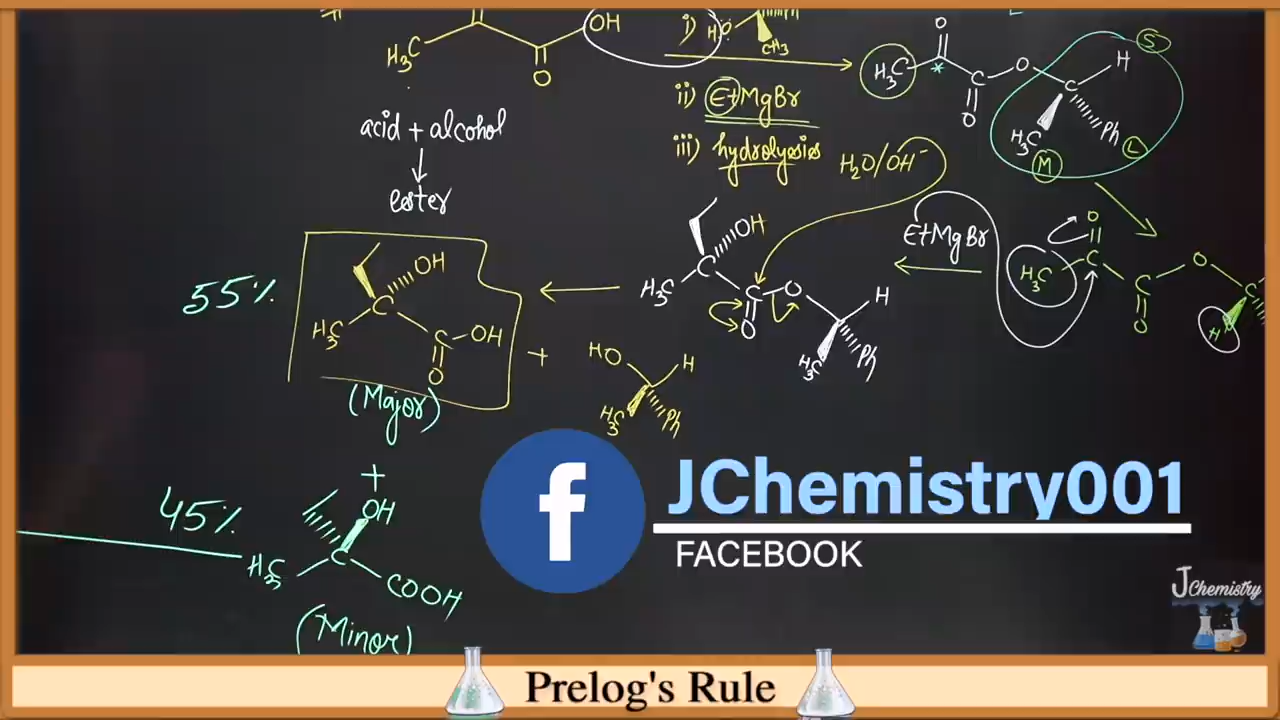 H₃C
OH
O
i) HO
CH₃
ii) EtMgBr
iii) hydrolysis
acid + alcohol
↓
ester
H₃C
O
*
C
O
O
C
H
S
H₃C
M
Ph
L
H₂O/OH⁻
EtMgBr
H₃C
O
C
C
O
O
C
H
OH
H₃C
C
C
O
O
H
H₃C
Ph
55%
OH
C
H₃C
C
OH
O
(Major)
+
HO
H
H₃C
Ph
+
45%
OH
C
H₃C
COOH
(Minor)
f
JChemistry001
FACEBOOK
JChemistry
Prelog's Rule